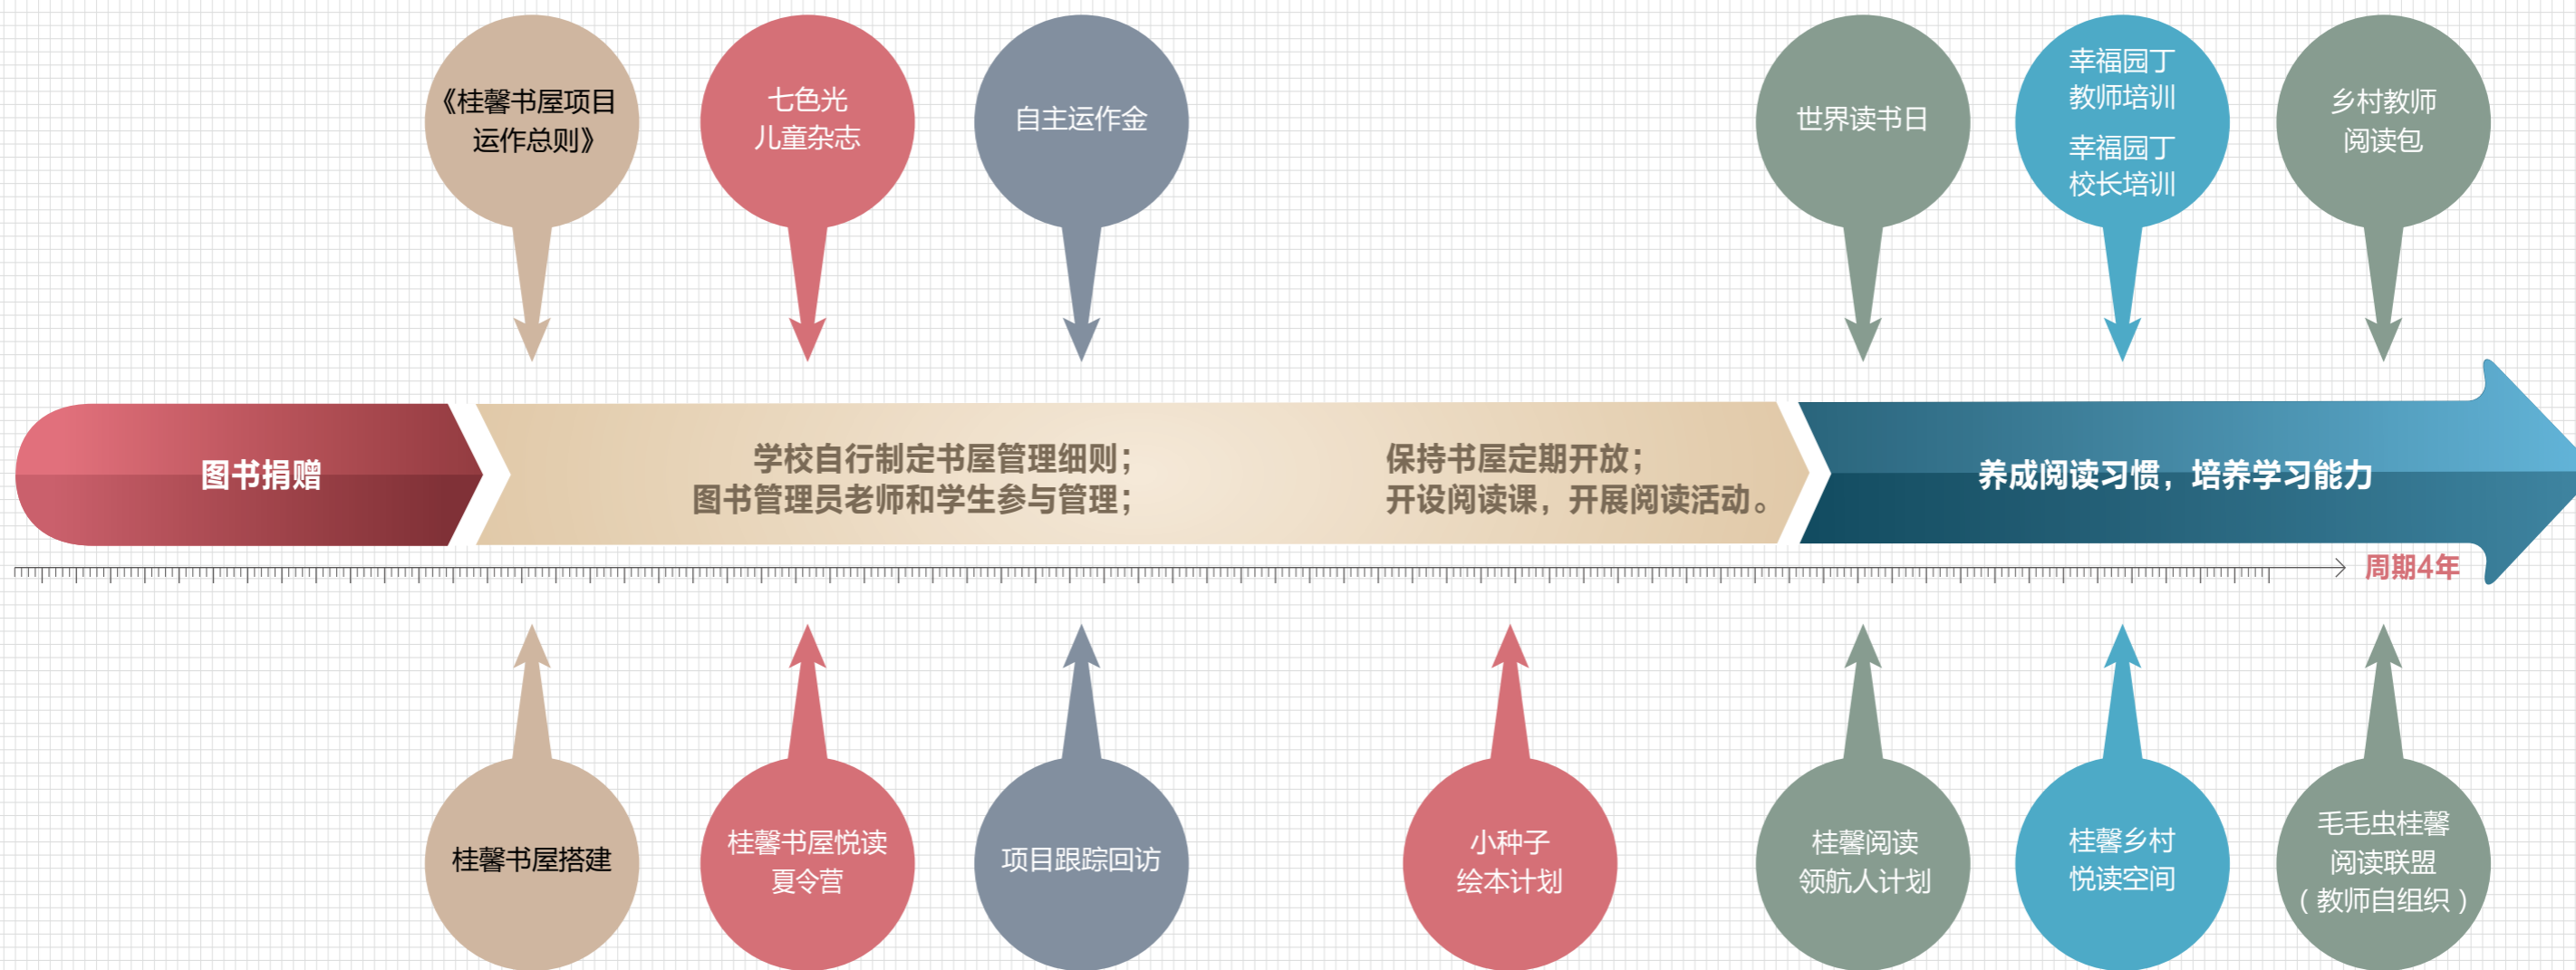 《桂馨书屋项目
运作总则》
七色光
儿童杂志
自主运作金
世界读书日
幸福园丁
教师培训
幸福园丁
校长培训
乡村教师
阅读包
图书捐赠
学校自行制定书屋管理细则；
图书管理员老师和学生参与管理；
保持书屋定期开放；
开设阅读课，开展阅读活动。
养成阅读习惯，培养学习能力
周期4年
桂馨书屋搭建
桂馨书屋悦读
夏令营
项目跟踪回访
小种子
绘本计划
桂馨阅读
领航人计划
桂馨乡村
悦读空间
毛毛虫桂馨
阅读联盟
（教师自组织）